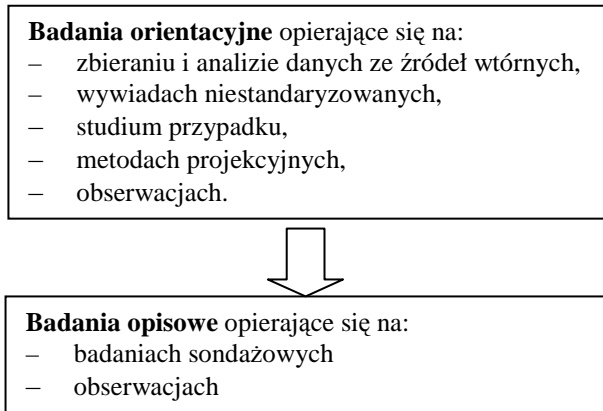 Badania orientacyjne opierające się na:
– zbieraniu i analizie danych ze źródeł wtórnych,
– wywiadach niestandaryzowanych,
– studium przypadku,
– metodach projekcyjnych,
– obserwacjach.
Badania opisowe opierające się na:
– badaniach sondażowych
– obserwacjach